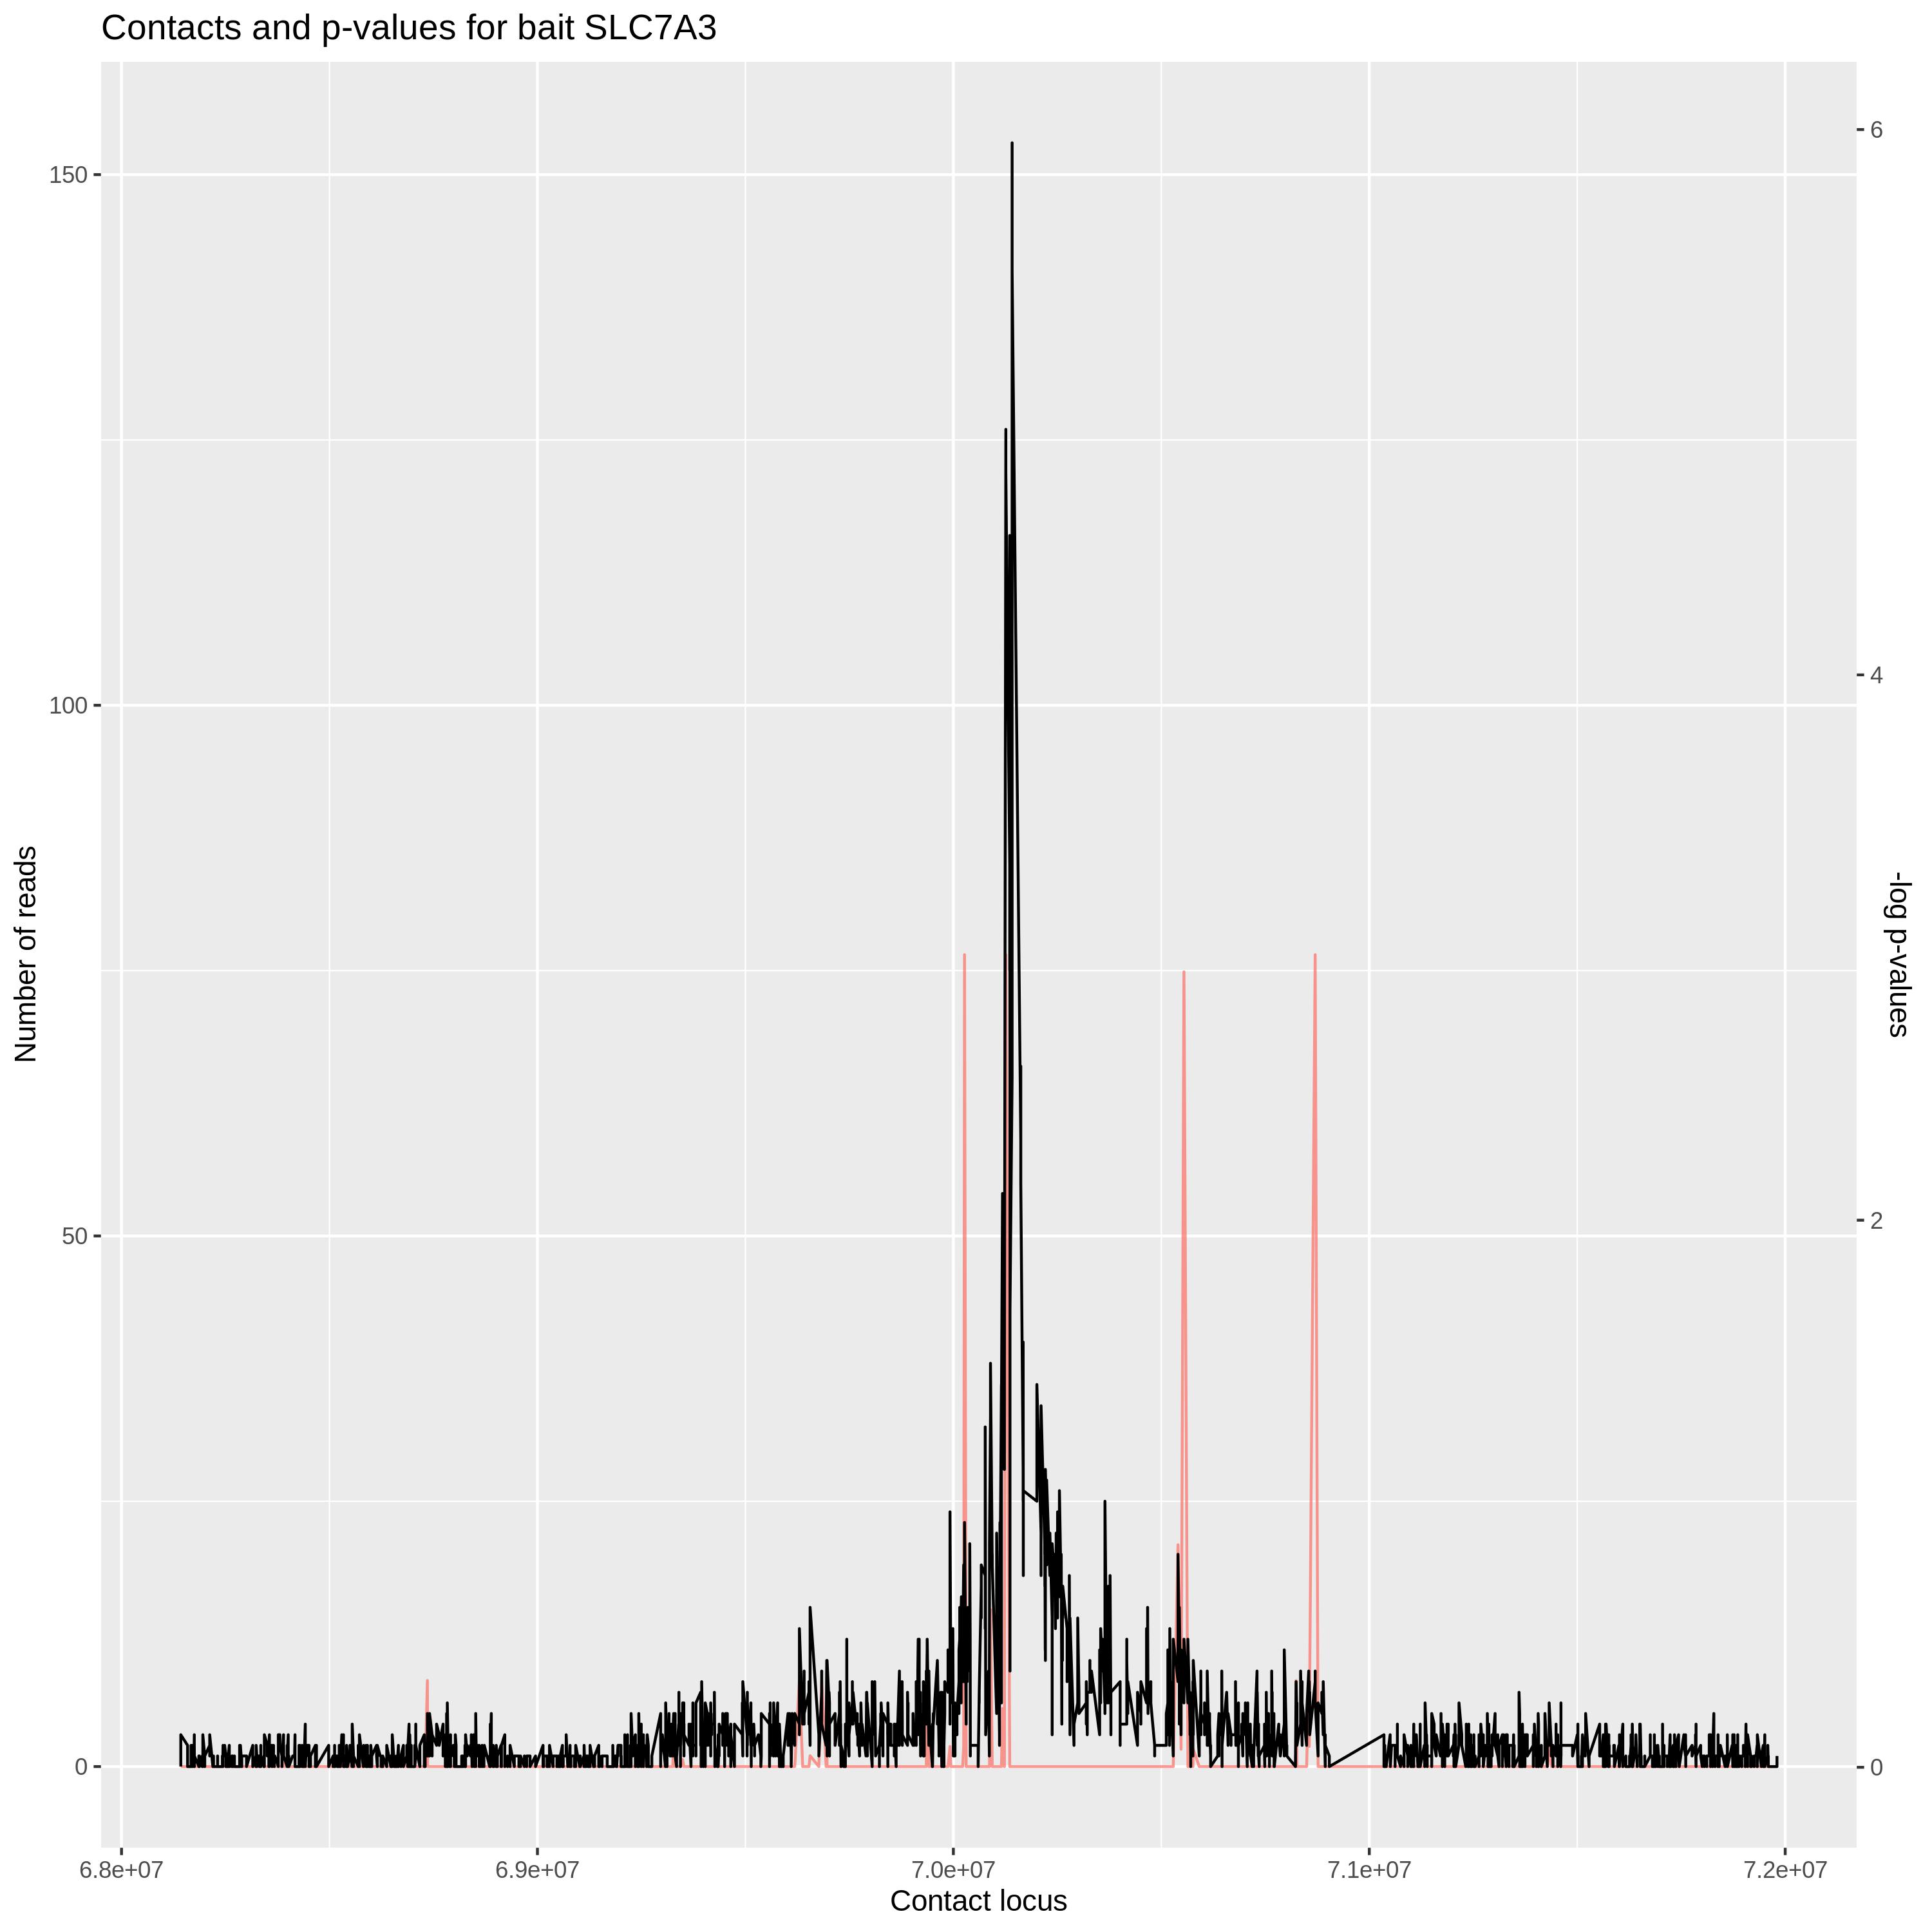 Contacts and p-values for bait SLC7A3
150
100
50
0
Number of reads
6
4
2
0
-log p-values
6.8e+07
6.9e+07
7.0e+07
7.1e+07
7.2e+07
Contact locus